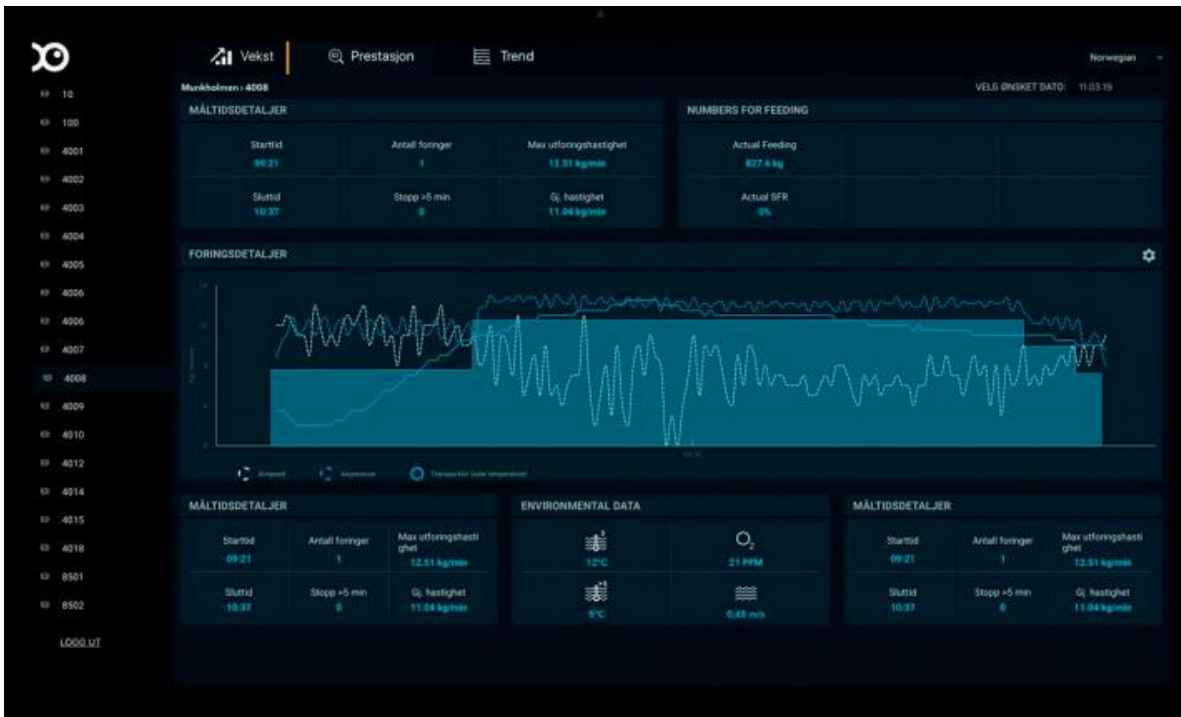 Vekst
Prestasjon
Trend
Norwegian
10
100
4001
4002
4003
4004
4005
4006
4006
4007
4008
4009
4010
4012
4014
4015
4018
8501
8502
LOGG UT
Munkholmen › 4008
VELG ØNSKET DATO: 11.03.19
MÅLTIDSDETALJER
Starttid
09:21
Antall foringer
1
Max utforingshastighet
12.51 kg/min
Sluttid
10:37
Stopp >5 min
0
Gj. hastighet
11.04 kg/min
NUMBERS FOR FEEDING
Actual Feeding
827.6 kg
Actual SFR
0%
FORINGSDETALJER
MÅLTIDSDETALJER
Starttid
09:21
Antall foringer
1
Max utforingshasti
ghet
12.51 kg/min
Sluttid
10:37
Stopp >5 min
0
Gj. hastighet
11.04 kg/min
ENVIRONMENTAL DATA
12°C
O₂
21 PPM
5°C
0,45 m/s
MÅLTIDSDETALJER
Starttid
09:21
Antall foringer
1
Max utforingshasti
ghet
12.51 kg/min
Sluttid
10:37
Stopp >5 min
0
Gj. hastighet
11.04 kg/min